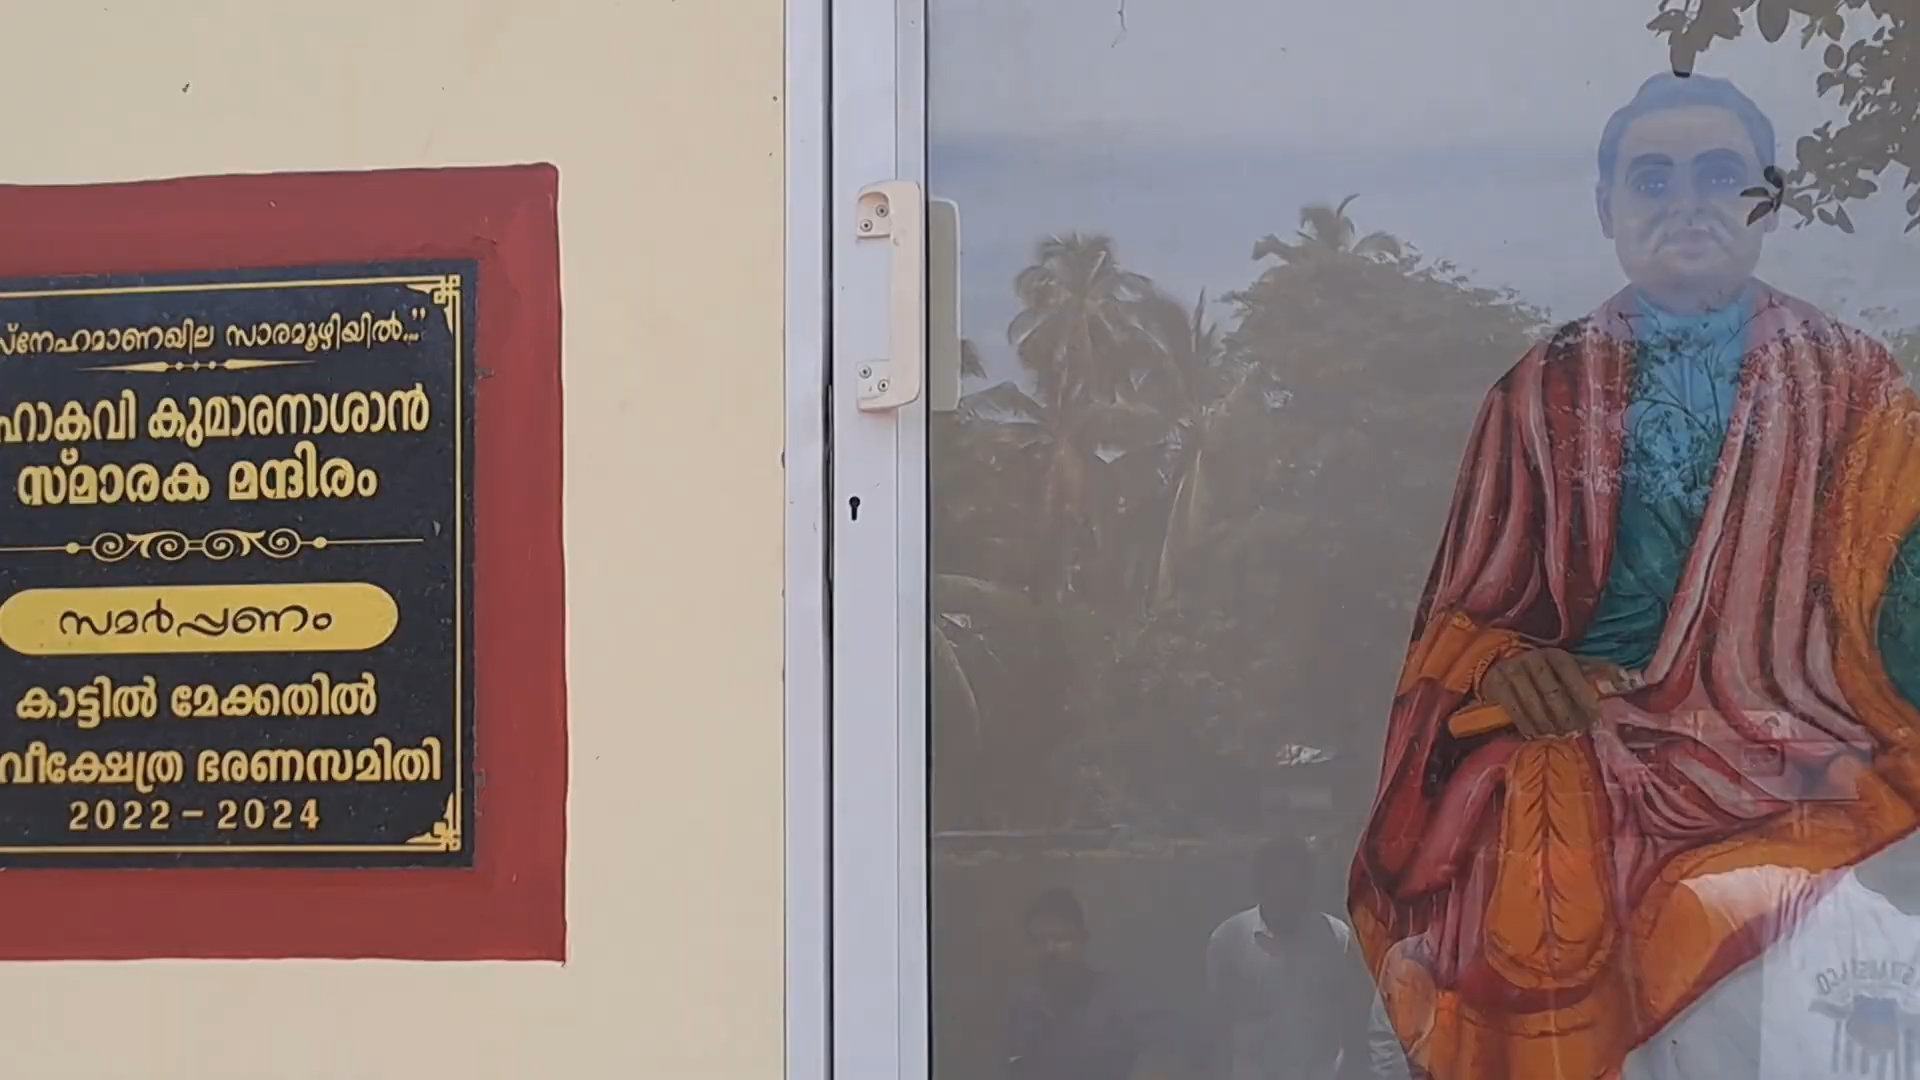 സ്നേഹമാണഖില സാരമൂഴിയിൽ..."
ഹാകവി കുമാരനാശാൻ
സ്മാരക മന്ദിരം
സമർപ്പണം
കാട്ടിൽ മേക്കതിൽ
വീക്ഷേത്ര ഭരണസമിതി
2022-2024